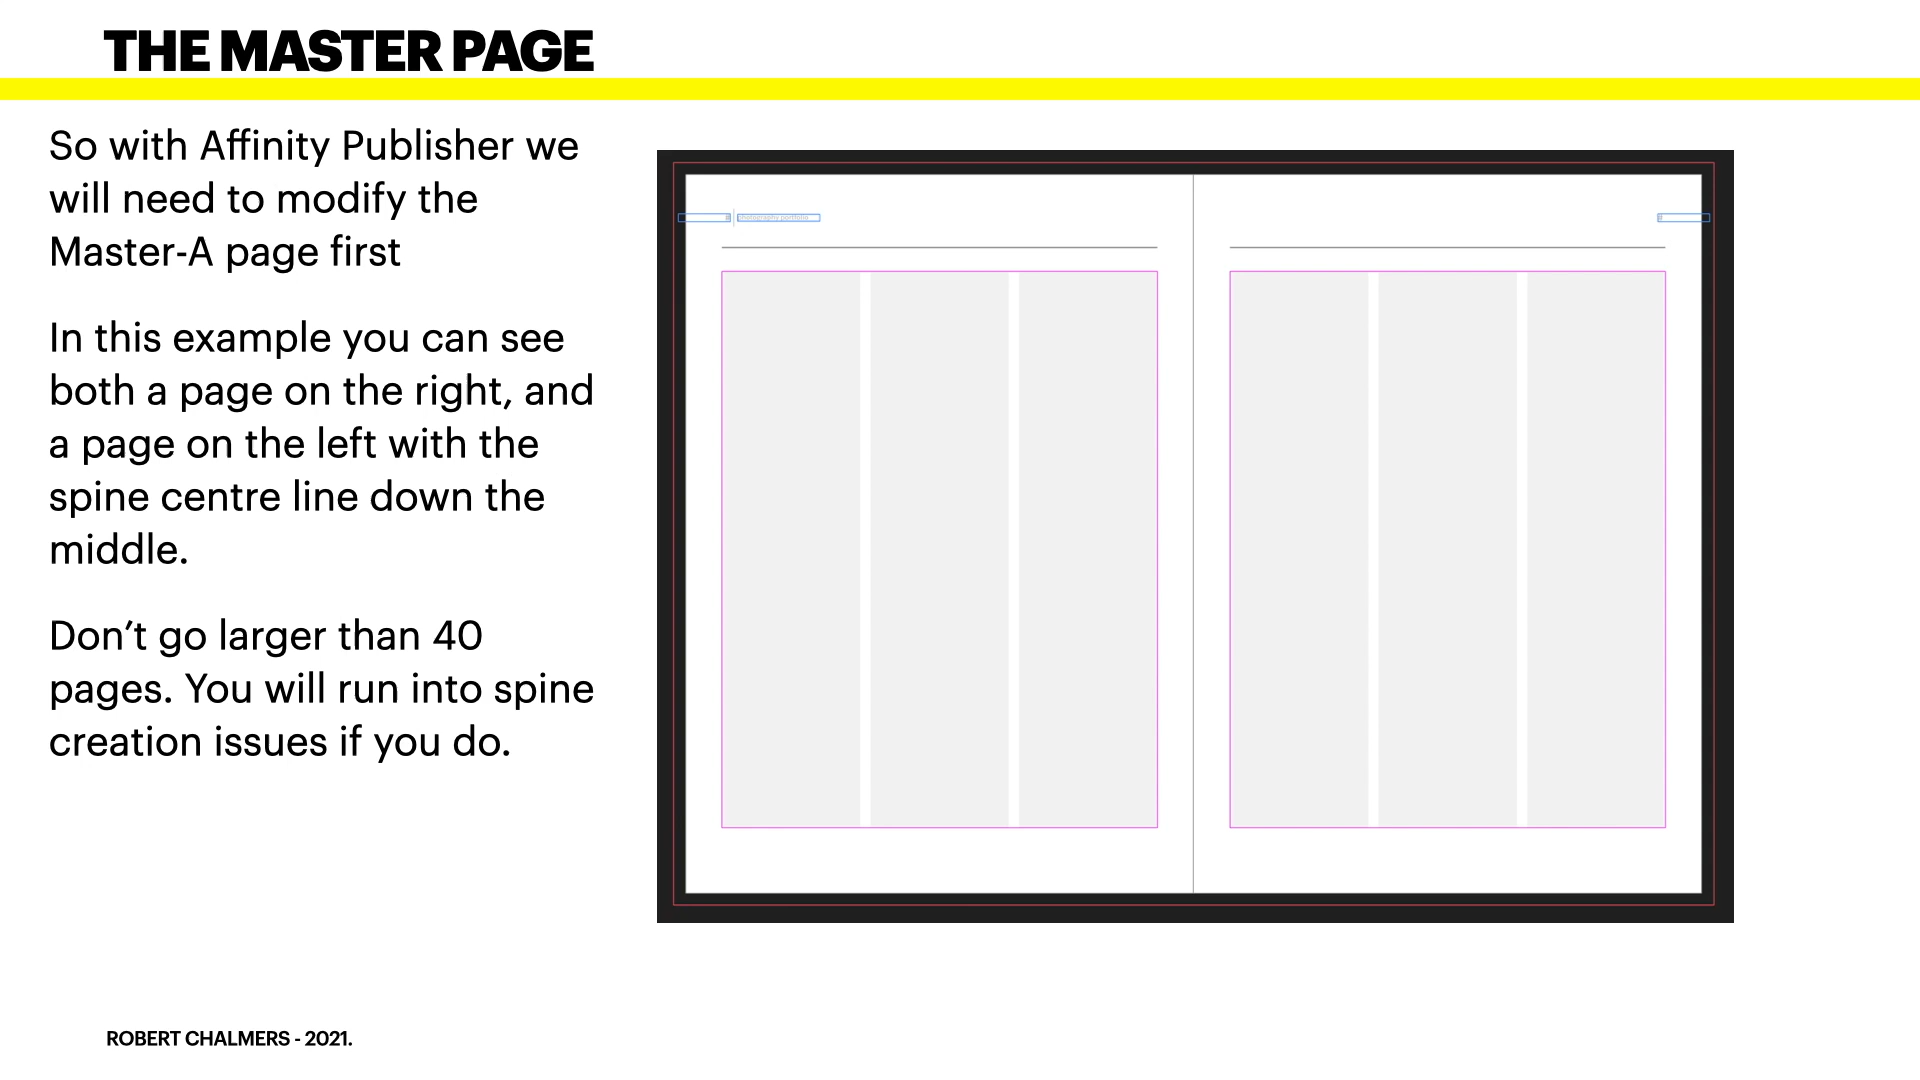 THE MASTER PAGE
So with Affinity Publisher we
will need to modify the
Master-A page first
In this example you can see
both a page on the right, and
a page on the left with the
spine centre line down the
middle.
Don’t go larger than 40
pages. You will run into spine
creation issues if you do.
photography portfolio
ROBERT CHALMERS - 2021.